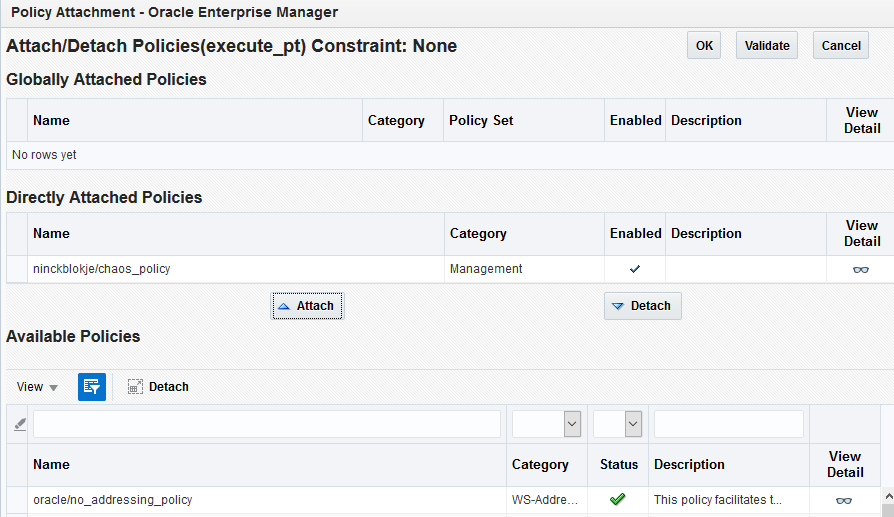 Policy Attachment - Oracle Enterprise Manager
Attach/Detach Policies(execute_pt) Constraint: None
OK
Validate
Cancel
Globally Attached Policies
Name
Category
Policy Set
Enabled
Description
View
Detail
No rows yet
Directly Attached Policies
Name
Category
Enabled
Description
View
Detail
ninckblokje/chaos_policy
Management
Attach
Detach
Available Policies
View
Detach
Name
Category
Status
Description
View
Detail
oracle/no_addressing_policy
WS-Addre...
This policy facilitates t...